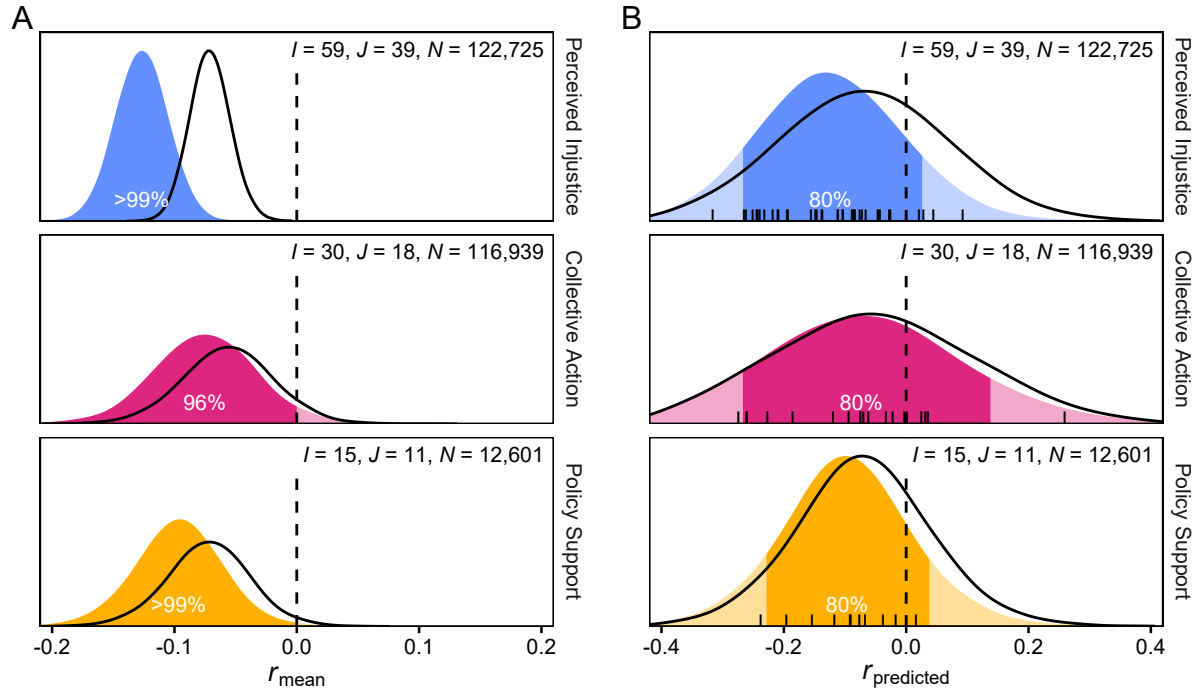 A
I = 59, J = 39, N = 122,725
>99%
Perceived Injustice
I = 30, J = 18, N = 116,939
96%
Collective Action
I = 15, J = 11, N = 12,601
>99%
Policy Support
-0.2 -0.1 0.0 0.1 0.2
r mean
B
I = 59, J = 39, N = 122,725
80%
Perceived Injustice
I = 30, J = 18, N = 116,939
80%
Collective Action
I = 15, J = 11, N = 12,601
80%
Policy Support
-0.4 -0.2 0.0 0.2 0.4
r predicted